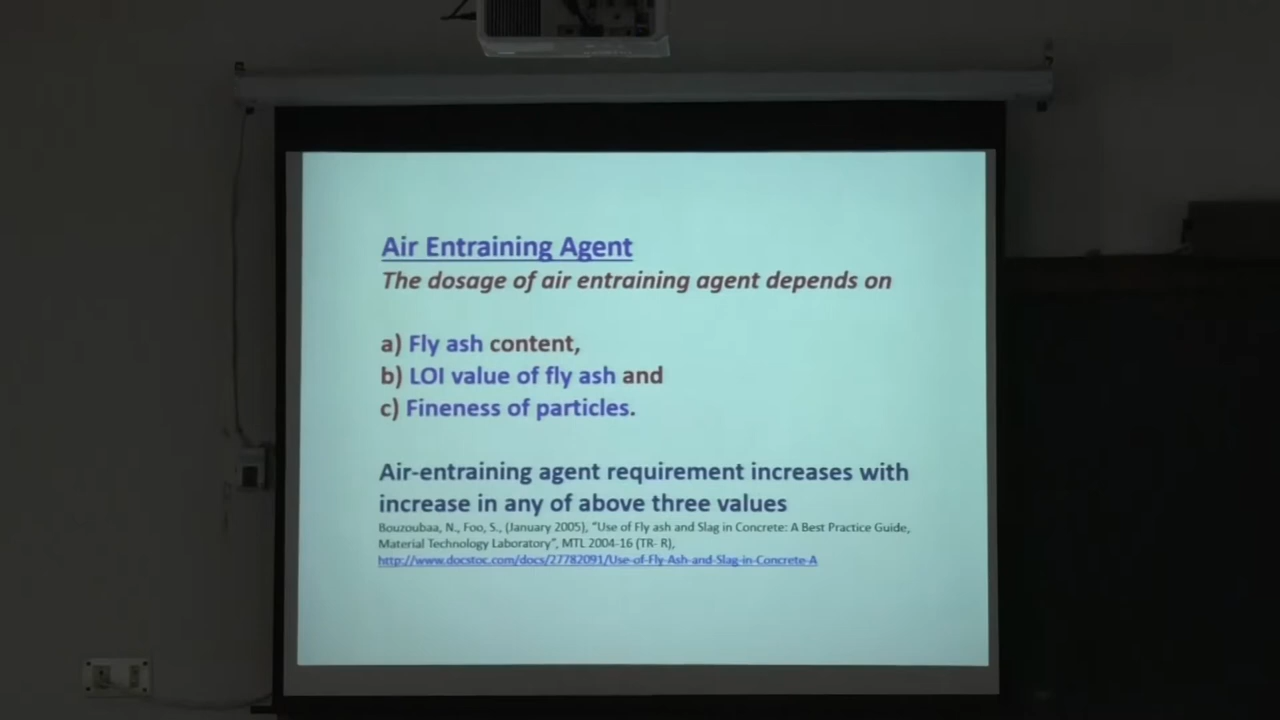 Air Entraining Agent
The dosage of air entraining agent depends on
a) Fly ash content,
b) LOI value of fly ash and
c) Fineness of particles.
Air-entraining agent requirement increases with
increase in any of above three values
Bouzoubaa, N., Foo, S., (January 2005), "Use of Fly ash and Slag in Concrete: A Best Practice Guide,
Material Technology Laboratory", MTL 2004-16 (TR- R),
http://www.docstoc.com/docs/27782091/Use-of-Fly-Ash-and-Slag-in-Concrete-A